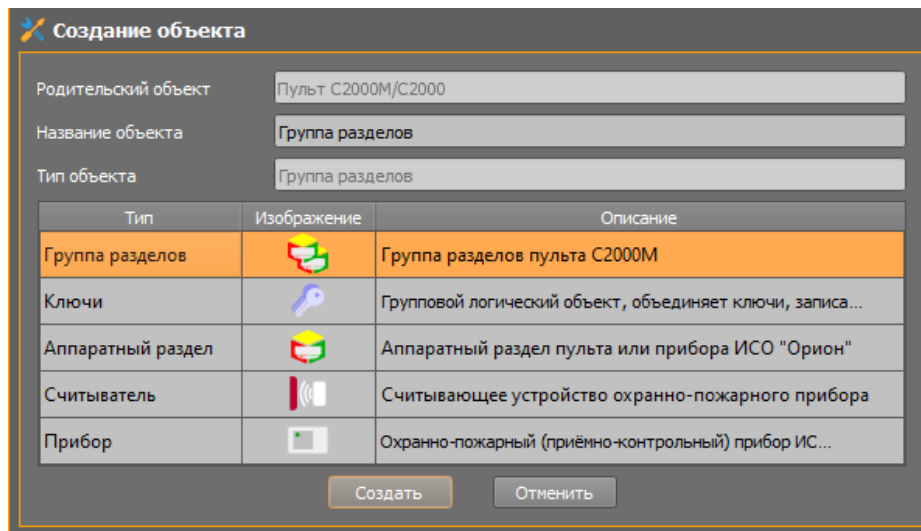 Создание объекта
Родительский объект Пульт С2000М/С2000
Название объекта Группа разделов
Тип объекта Группа разделов
Тип Изображение Описание
Группа разделов Группа разделов пульта С2000М
Ключи Групповой логический объект, объединяет ключи, записа...
Аппаратный раздел Аппаратный раздел пульта или прибора ИСО "Орион"
Считыватель Считывающее устройство охранно-пожарного прибора
Прибор Охранно-пожарный (приёмно-контрольный) прибор ИС...
Создать Отменить